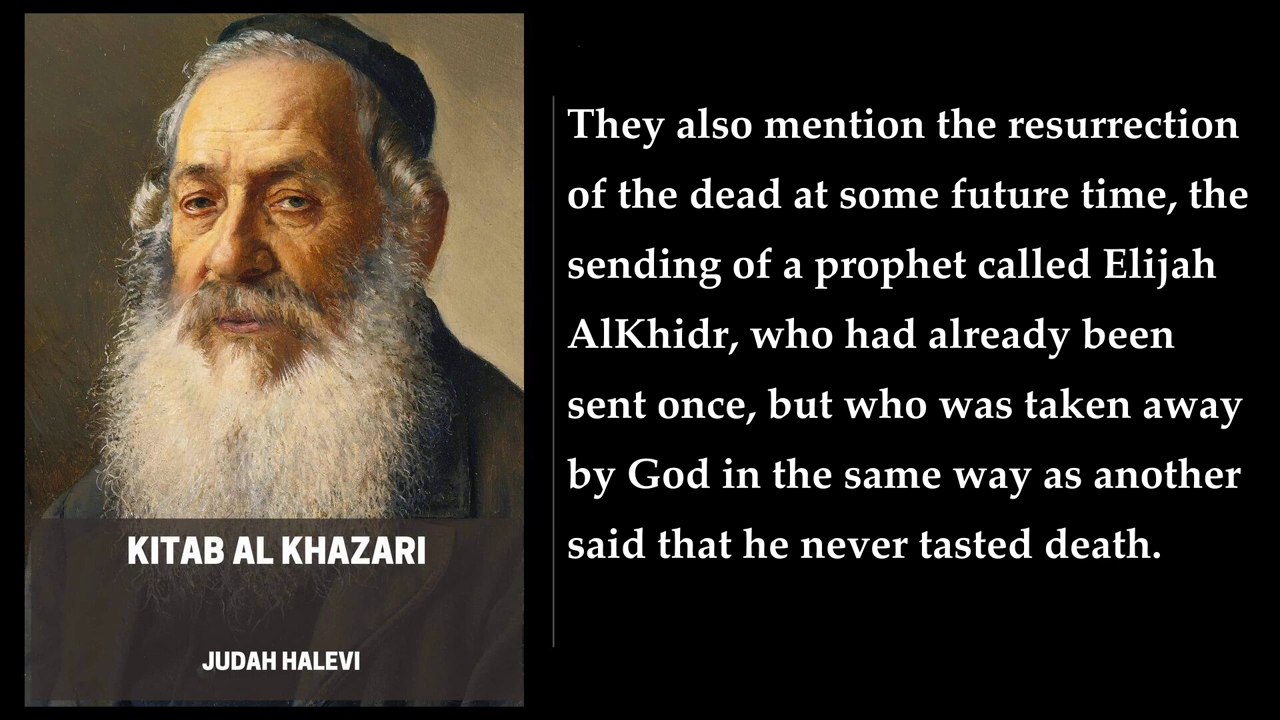 KITAB AL KHAZARI
JUDAH HALEVI
They also mention the resurrection
of the dead at some future time, the
sending of a prophet called Elijah
AlKhidr, who had already been
sent once, but who was taken away
by God in the same way as another
said that he never tasted death.